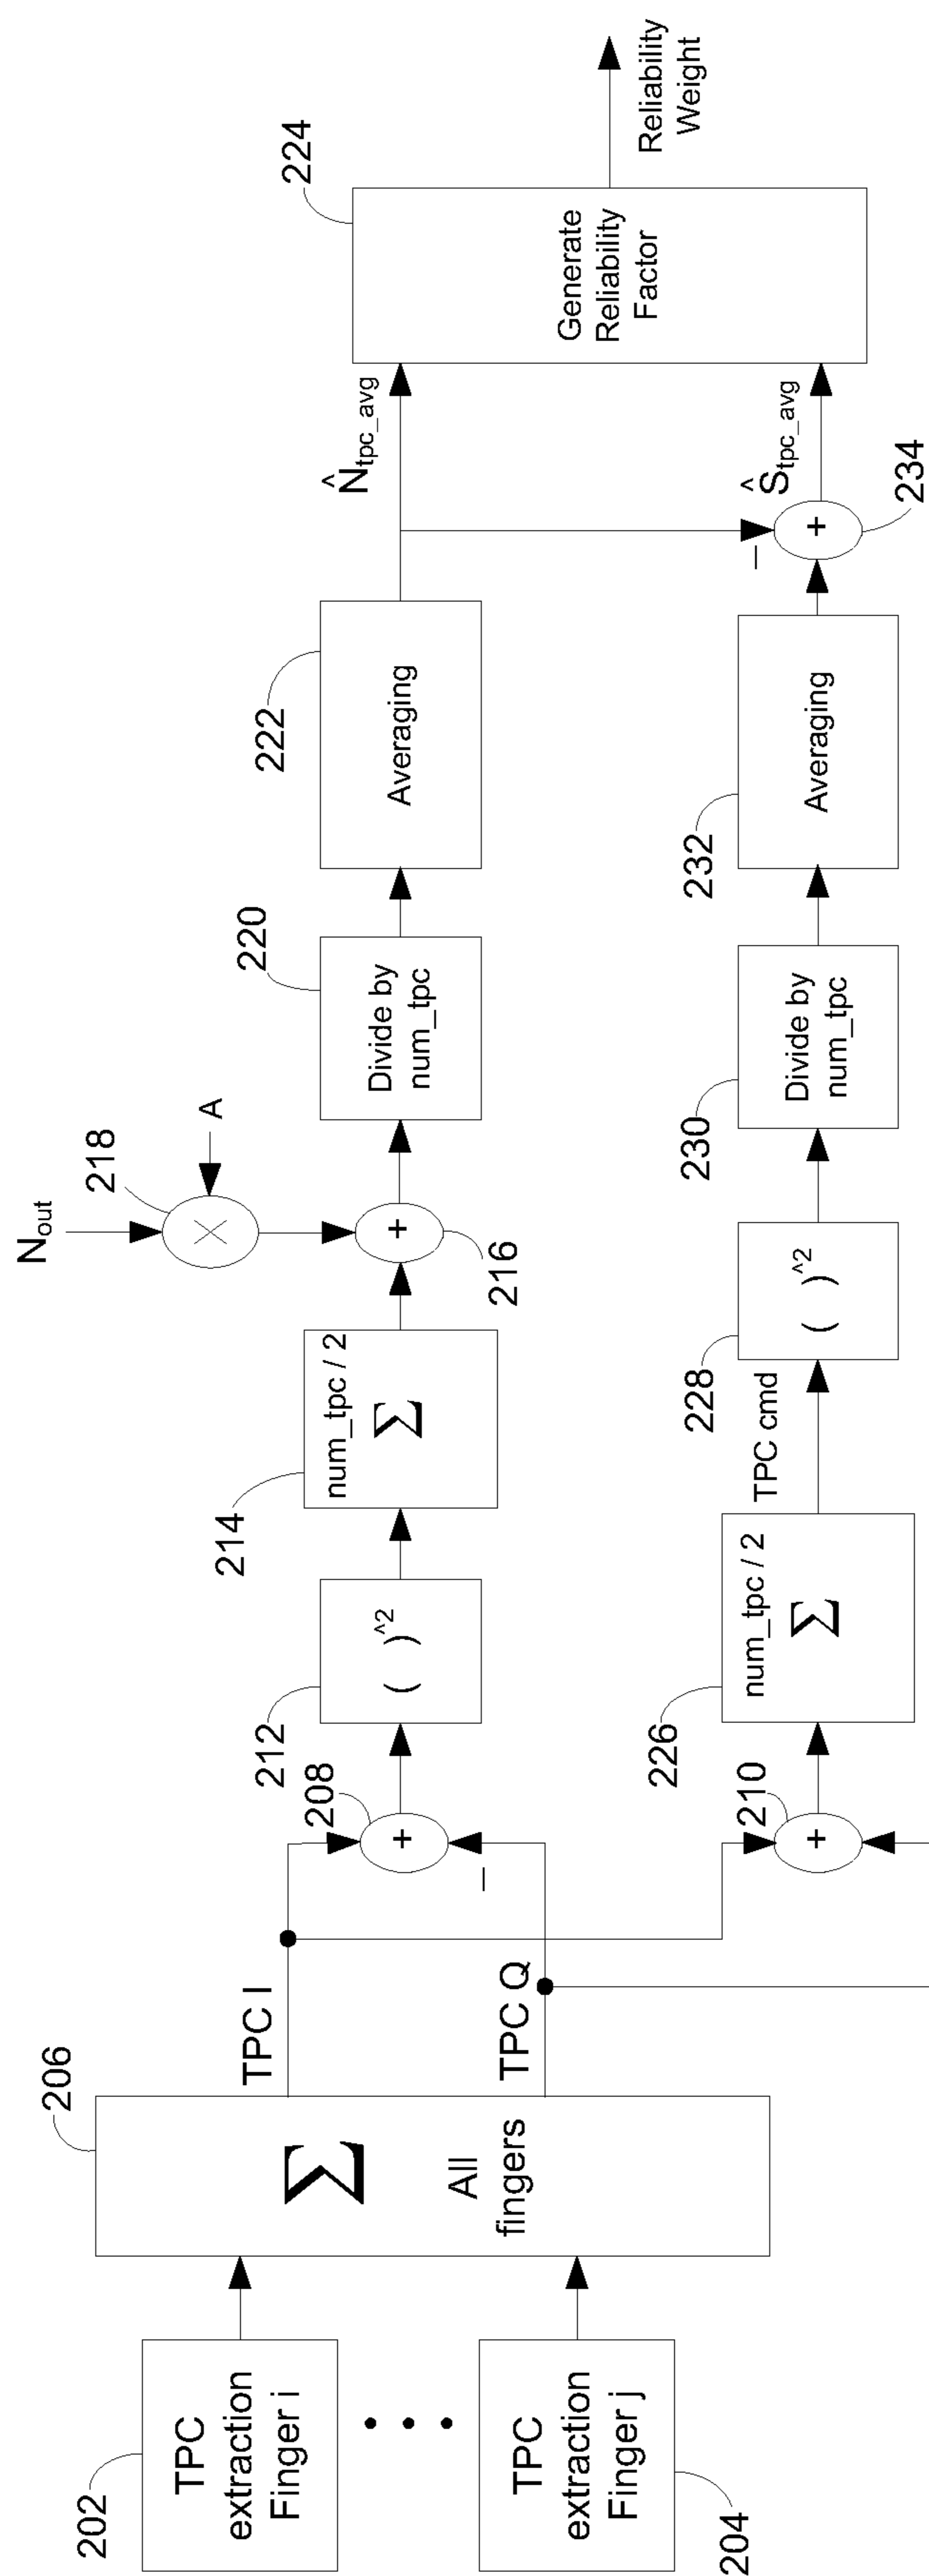 202
TPC
extraction
Finger i
204
TPC
extraction
Finger j
206
Σ
All
fingers
TPC I
TPC Q
208
+
−
210
+
212
( )^2
214
num_tpc / 2
Σ
216
+
218
×
N_out
A
220
Divide by
num_tpc
222
Averaging
N̂_tpc_avg
224
Generate
Reliability
Factor
Reliability
Weight
226
num_tpc / 2
Σ
TPC cmd
228
( )^2
230
Divide by
num_tpc
232
Averaging
−
+
234
Ŝ_tpc_avg